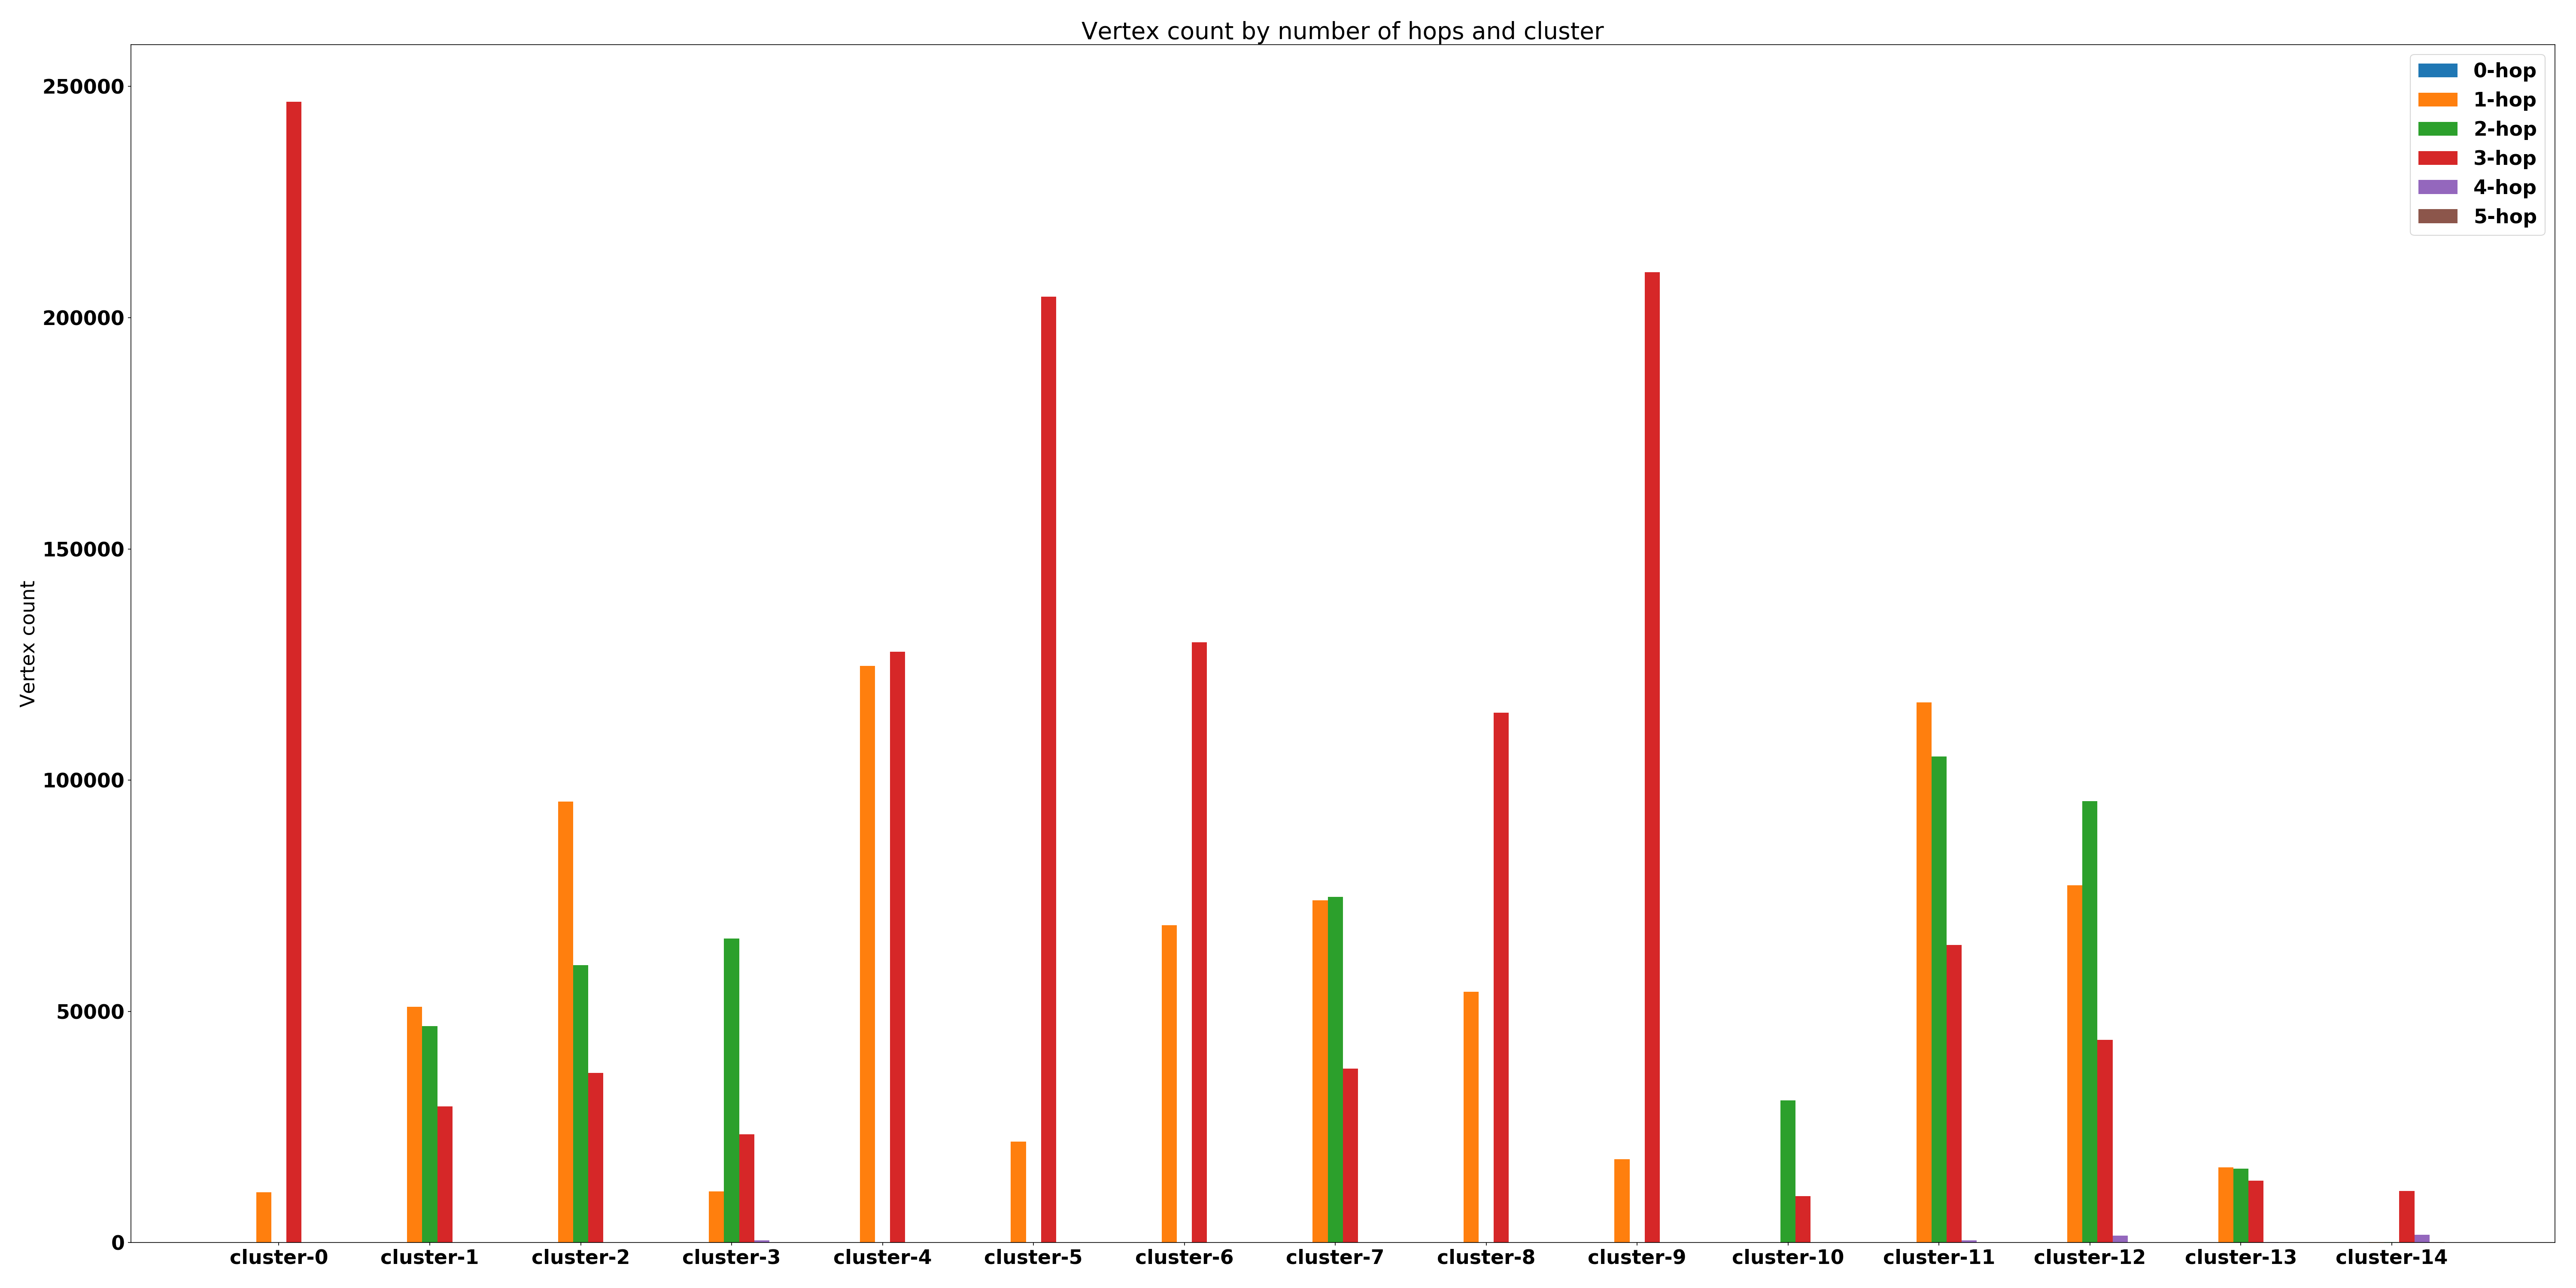 Vertex count by number of hops and cluster
0-hop
1-hop
2-hop
3-hop
4-hop
5-hop
Vertex count
250000
200000
150000
100000
50000
0
cluster-0 cluster-1 cluster-2 cluster-3 cluster-4 cluster-5 cluster-6 cluster-7 cluster-8 cluster-9 cluster-10 cluster-11 cluster-12 cluster-13 cluster-14